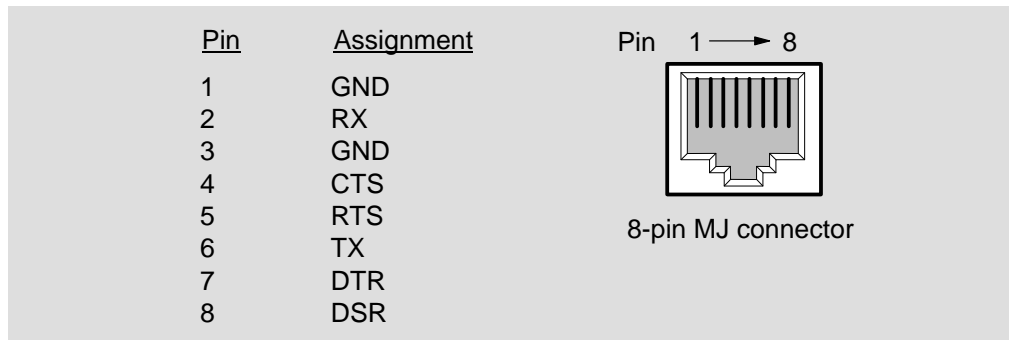 Pin Assignment
1 GND
2 RX
3 GND
4 CTS
5 RTS
6 TX
7 DTR
8 DSR
Pin 1 → 8
8-pin MJ connector